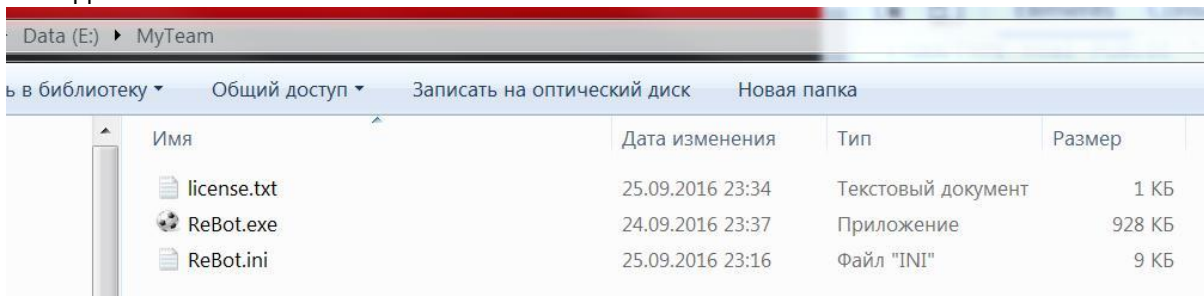 Data (E:) MyTeam
ь в библиотеку Общий доступ Записать на оптический диск Новая папка
Имя Дата изменения Тип Размер
license.txt 25.09.2016 23:34 Текстовый документ 1 КБ
ReBot.exe 24.09.2016 23:37 Приложение 928 КБ
ReBot.ini 25.09.2016 23:16 Файл "INI" 9 КБ